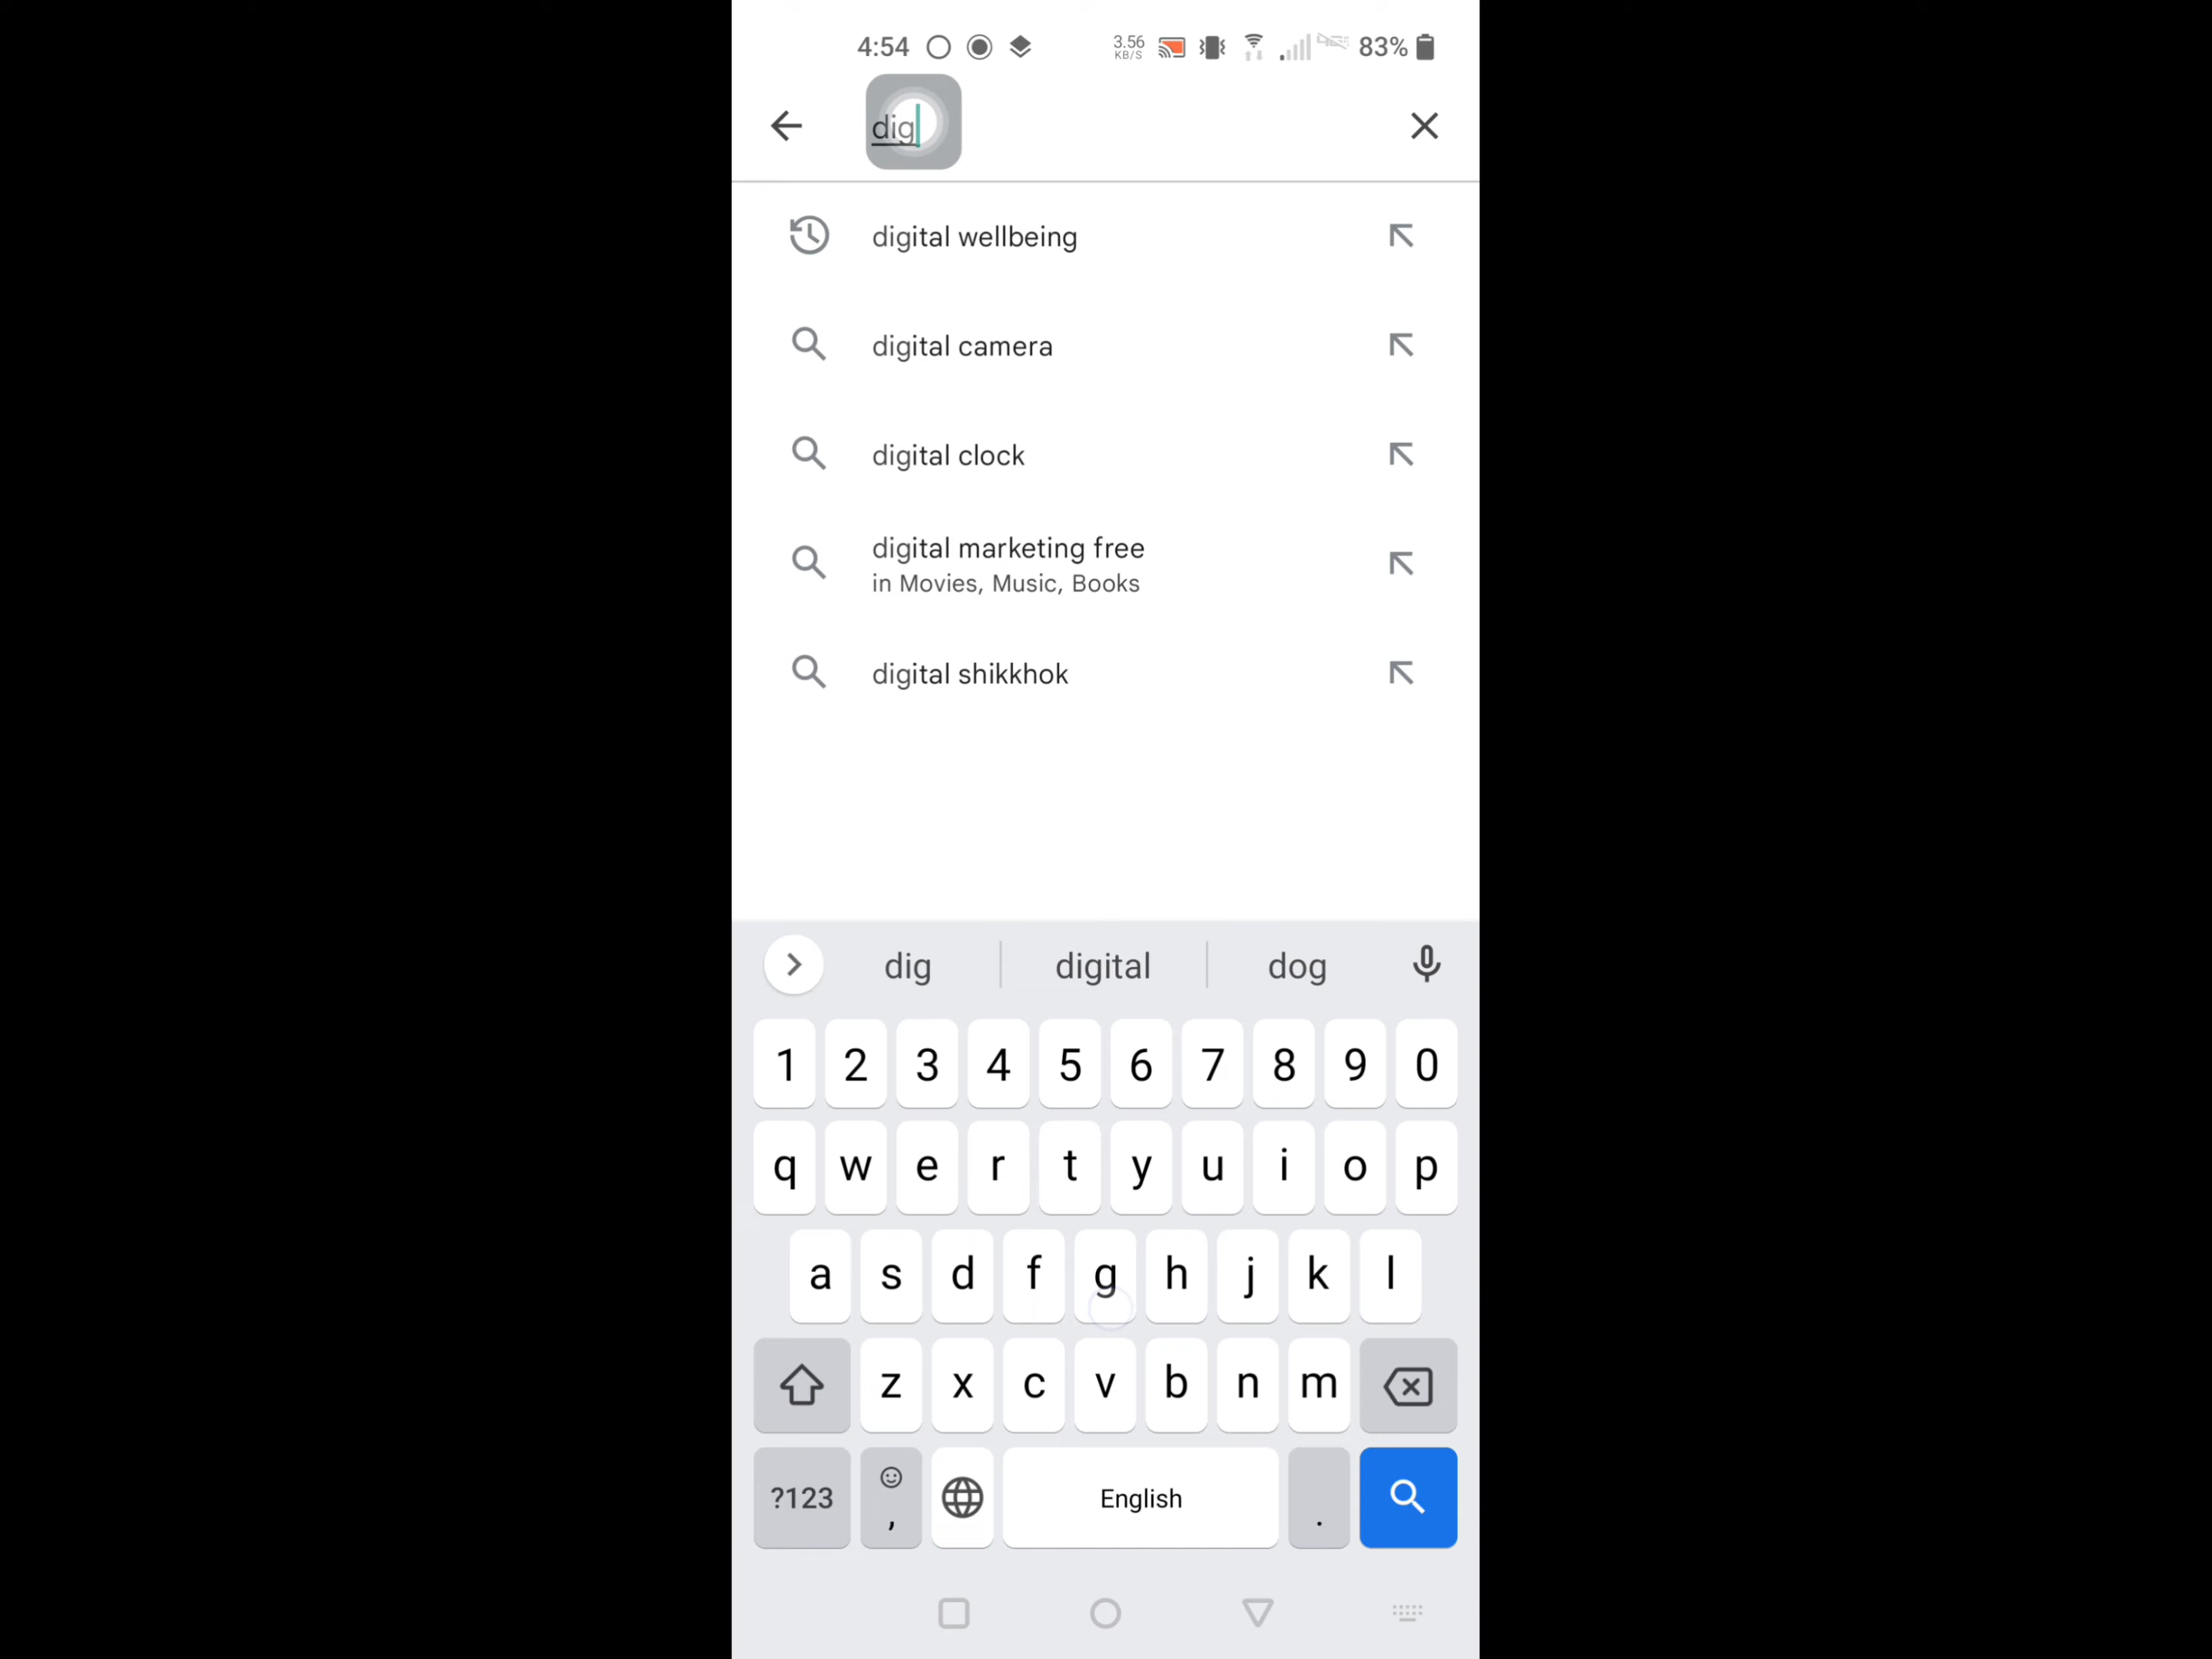 4:54
3.56
KB/S
83%
dig
digital wellbeing
digital camera
digital clock
digital marketing free
in Movies, Music, Books
digital shikkhok
dig digital dog
1 2 3 4 5 6 7 8 9 0
q w e r t y u i o p
a s d f g h j k l
z x c v b n m
?123 , English .